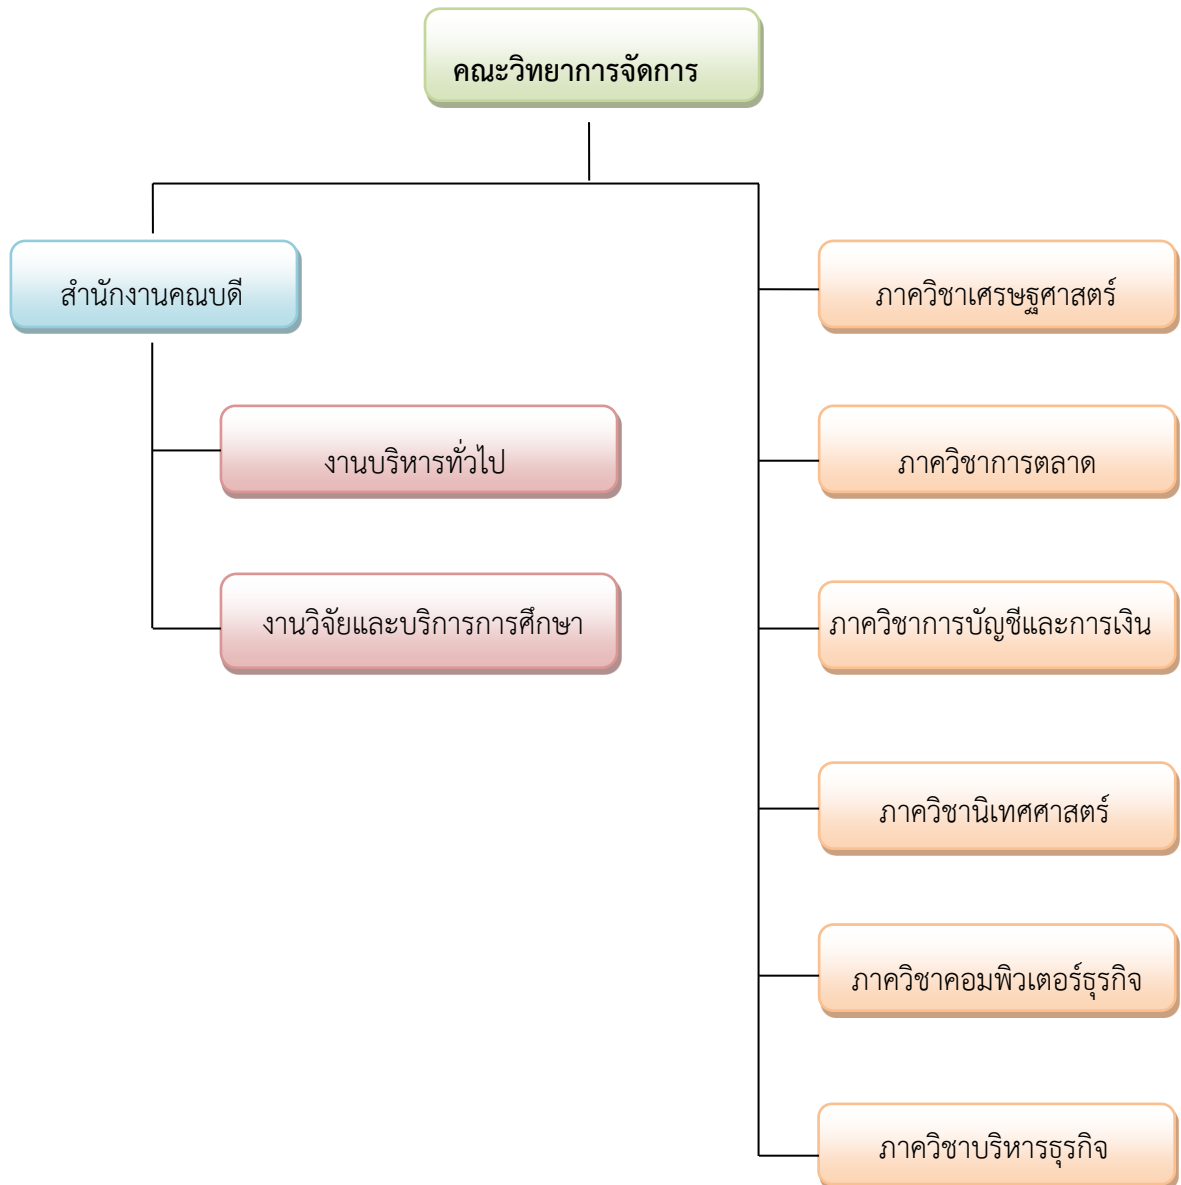 คณะวิทยาการจัดการ
สำนักงานคณบดี
งานบริหารทั่วไป
งานวิจัยและบริการการศึกษา
ภาควิชาเศรษฐศาสตร์
ภาควิชาการตลาด
ภาควิชาการบัญชีและการเงิน
ภาควิชานิเทศศาสตร์
ภาควิชาคอมพิวเตอร์ธุรกิจ
ภาควิชาบริหารธุรกิจ